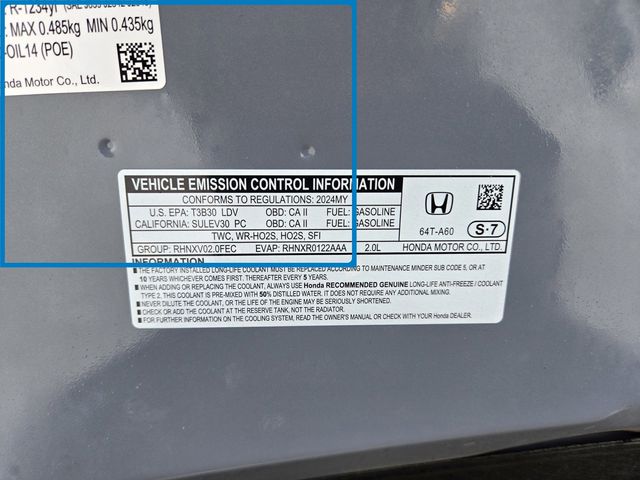 R-1234yf
MAX 0.485kg MIN 0.435kg
-OIL14 (POE)
nda Motor Co., Ltd.
VEHICLE EMISSION CONTROL INFORMATION
CONFORMS TO REGULATIONS: 2024MY
U.S. EPA: T3B30 LDV OBD: CA II FUEL: GASOLINE
CALIFORNIA: SULEV30 PC OBD: CA II FUEL: GASOLINE
TWC, WR-HO2S, HO2S, SFI
GROUP: RHNXV02.0FEC EVAP: RHNXR0122AAA 2.0L HONDA MOTOR CO., LTD.
64T-A60 S·7
INFORMATION
THE FACTORY INSTALLED LONG-LIFE COOLANT MUST BE REPLACED ACCORDING TO MAINTENANCE MINDER SUB CODE 5, OR AT
10 YEARS WHICHEVER COMES FIRST. THEREAFTER EVERY 5 YEARS.
WHEN ADDING OR REPLACING THE COOLANT, ALWAYS USE Honda RECOMMENDED GENUINE LONG-LIFE ANTI-FREEZE / COOLANT
TYPE 2. THIS COOLANT IS PRE-MIXED WITH 50% DISTILLED WATER. IT DOES NOT REQUIRE ANY ADDITIONAL MIXING.
NEVER DILUTE THE COOLANT, OR THE LIFE OF THE ENGINE MAY BE SERIOUSLY SHORTENED.
CHECK OR ADD THE COOLANT AT THE RESERVE TANK, NOT THE RADIATOR.
FOR FURTHER INFORMATION ON THE COOLING SYSTEM, READ THE OWNER'S MANUAL OR CHECK WITH YOUR Honda DEALER.